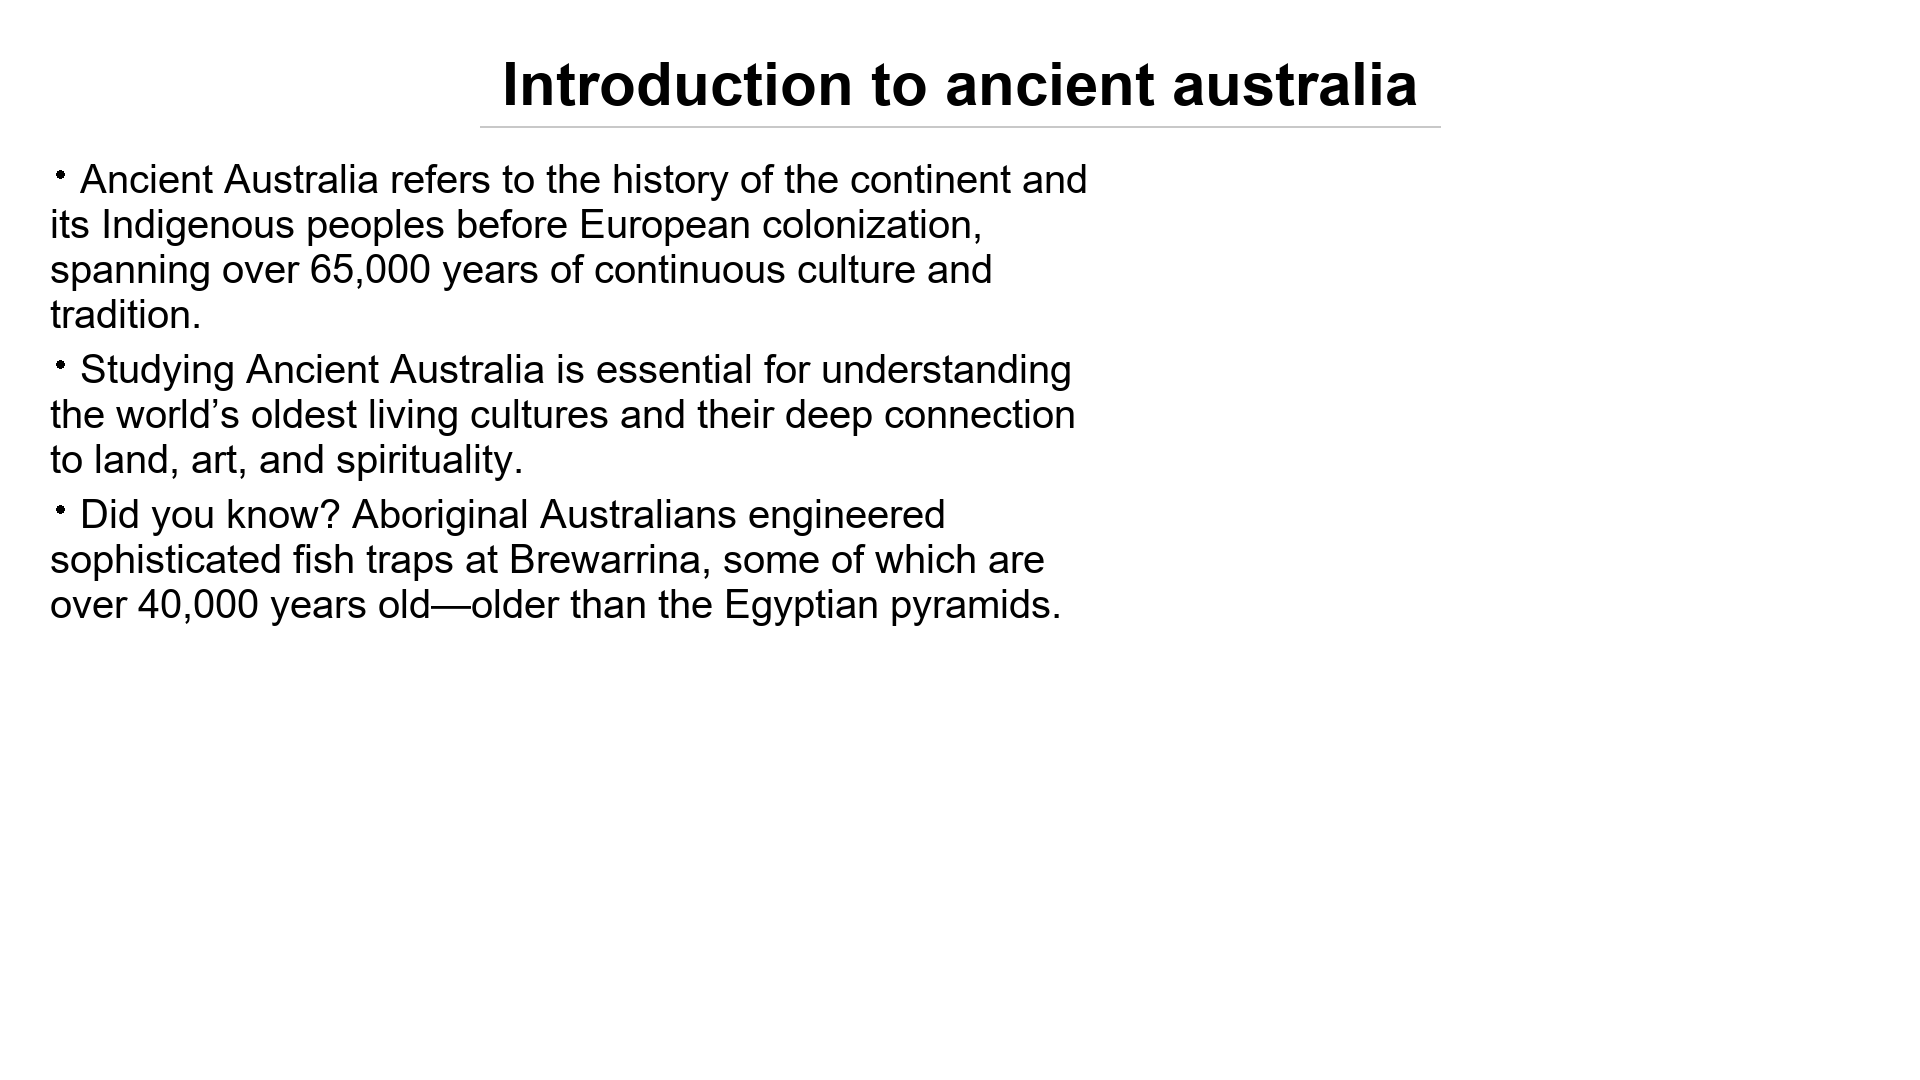 Introduction to ancient australia
• Ancient Australia refers to the history of the continent and
its Indigenous peoples before European colonization,
spanning over 65,000 years of continuous culture and
tradition.
• Studying Ancient Australia is essential for understanding
the world’s oldest living cultures and their deep connection
to land, art, and spirituality.
• Did you know? Aboriginal Australians engineered
sophisticated fish traps at Brewarrina, some of which are
over 40,000 years old—older than the Egyptian pyramids.